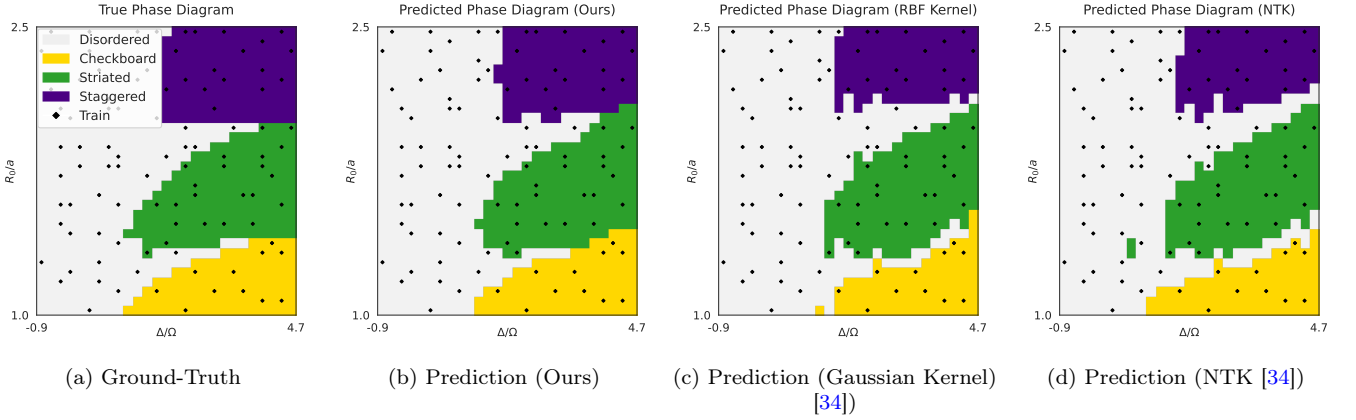 True Phase Diagram
2.5
R₀/a
1.0
-0.9
Δ/Ω
4.7
Disordered
Checkboard
Striated
Staggered
Train
(a) Ground-Truth
Predicted Phase Diagram (Ours)
2.5
R₀/a
1.0
-0.9
Δ/Ω
4.7
(b) Prediction (Ours)
Predicted Phase Diagram (RBF Kernel)
2.5
R₀/a
1.0
-0.9
Δ/Ω
4.7
(c) Prediction (Gaussian Kernel)
[34])
Predicted Phase Diagram (NTK)
2.5
R₀/a
1.0
-0.9
Δ/Ω
4.7
(d) Prediction (NTK [34])